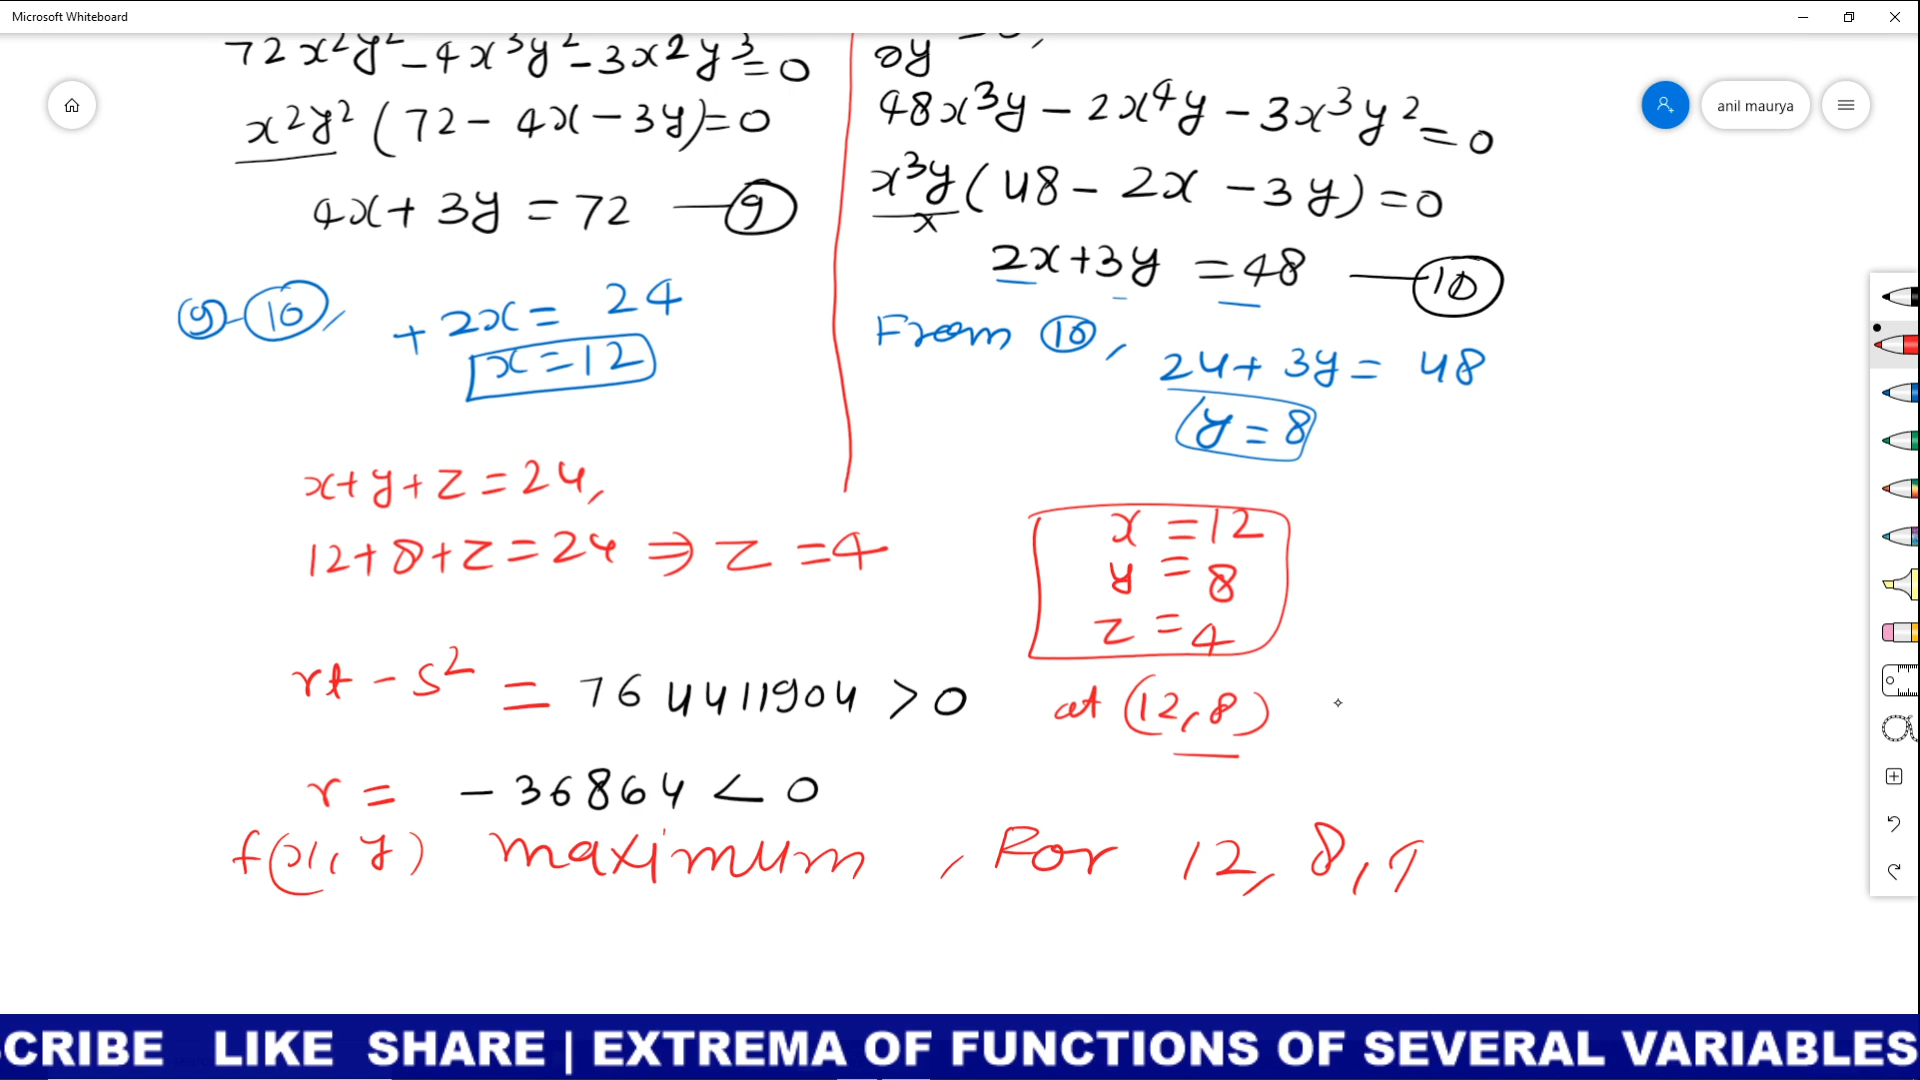 Microsoft Whiteboard
anil maurya
72x²y² - 4x³y² - 3x²y³ = 0
x²y² (72 - 4x - 3y) = 0
4x + 3y = 72 — ⑨
∂y = 0,
48x³y - 2x⁴y - 3x³y² = 0
x³y (48 - 2x - 3y) = 0
x
2x + 3y = 48 — ⑩
⑨ - ⑩, + 2x = 24
x = 12
From ⑩, 24 + 3y = 48
y = 8
x + y + z = 24,
12 + 8 + z = 24 ⇒ z = 4
x = 12
y = 8
z = 4
rt - s² = 764411904 > 0 at (12, 8)
r = - 36864 < 0
f(x, y) maximum, For 12, 8, 4
SCRIBE LIKE SHARE | EXTREMA OF FUNCTIONS OF SEVERAL VARIABLES